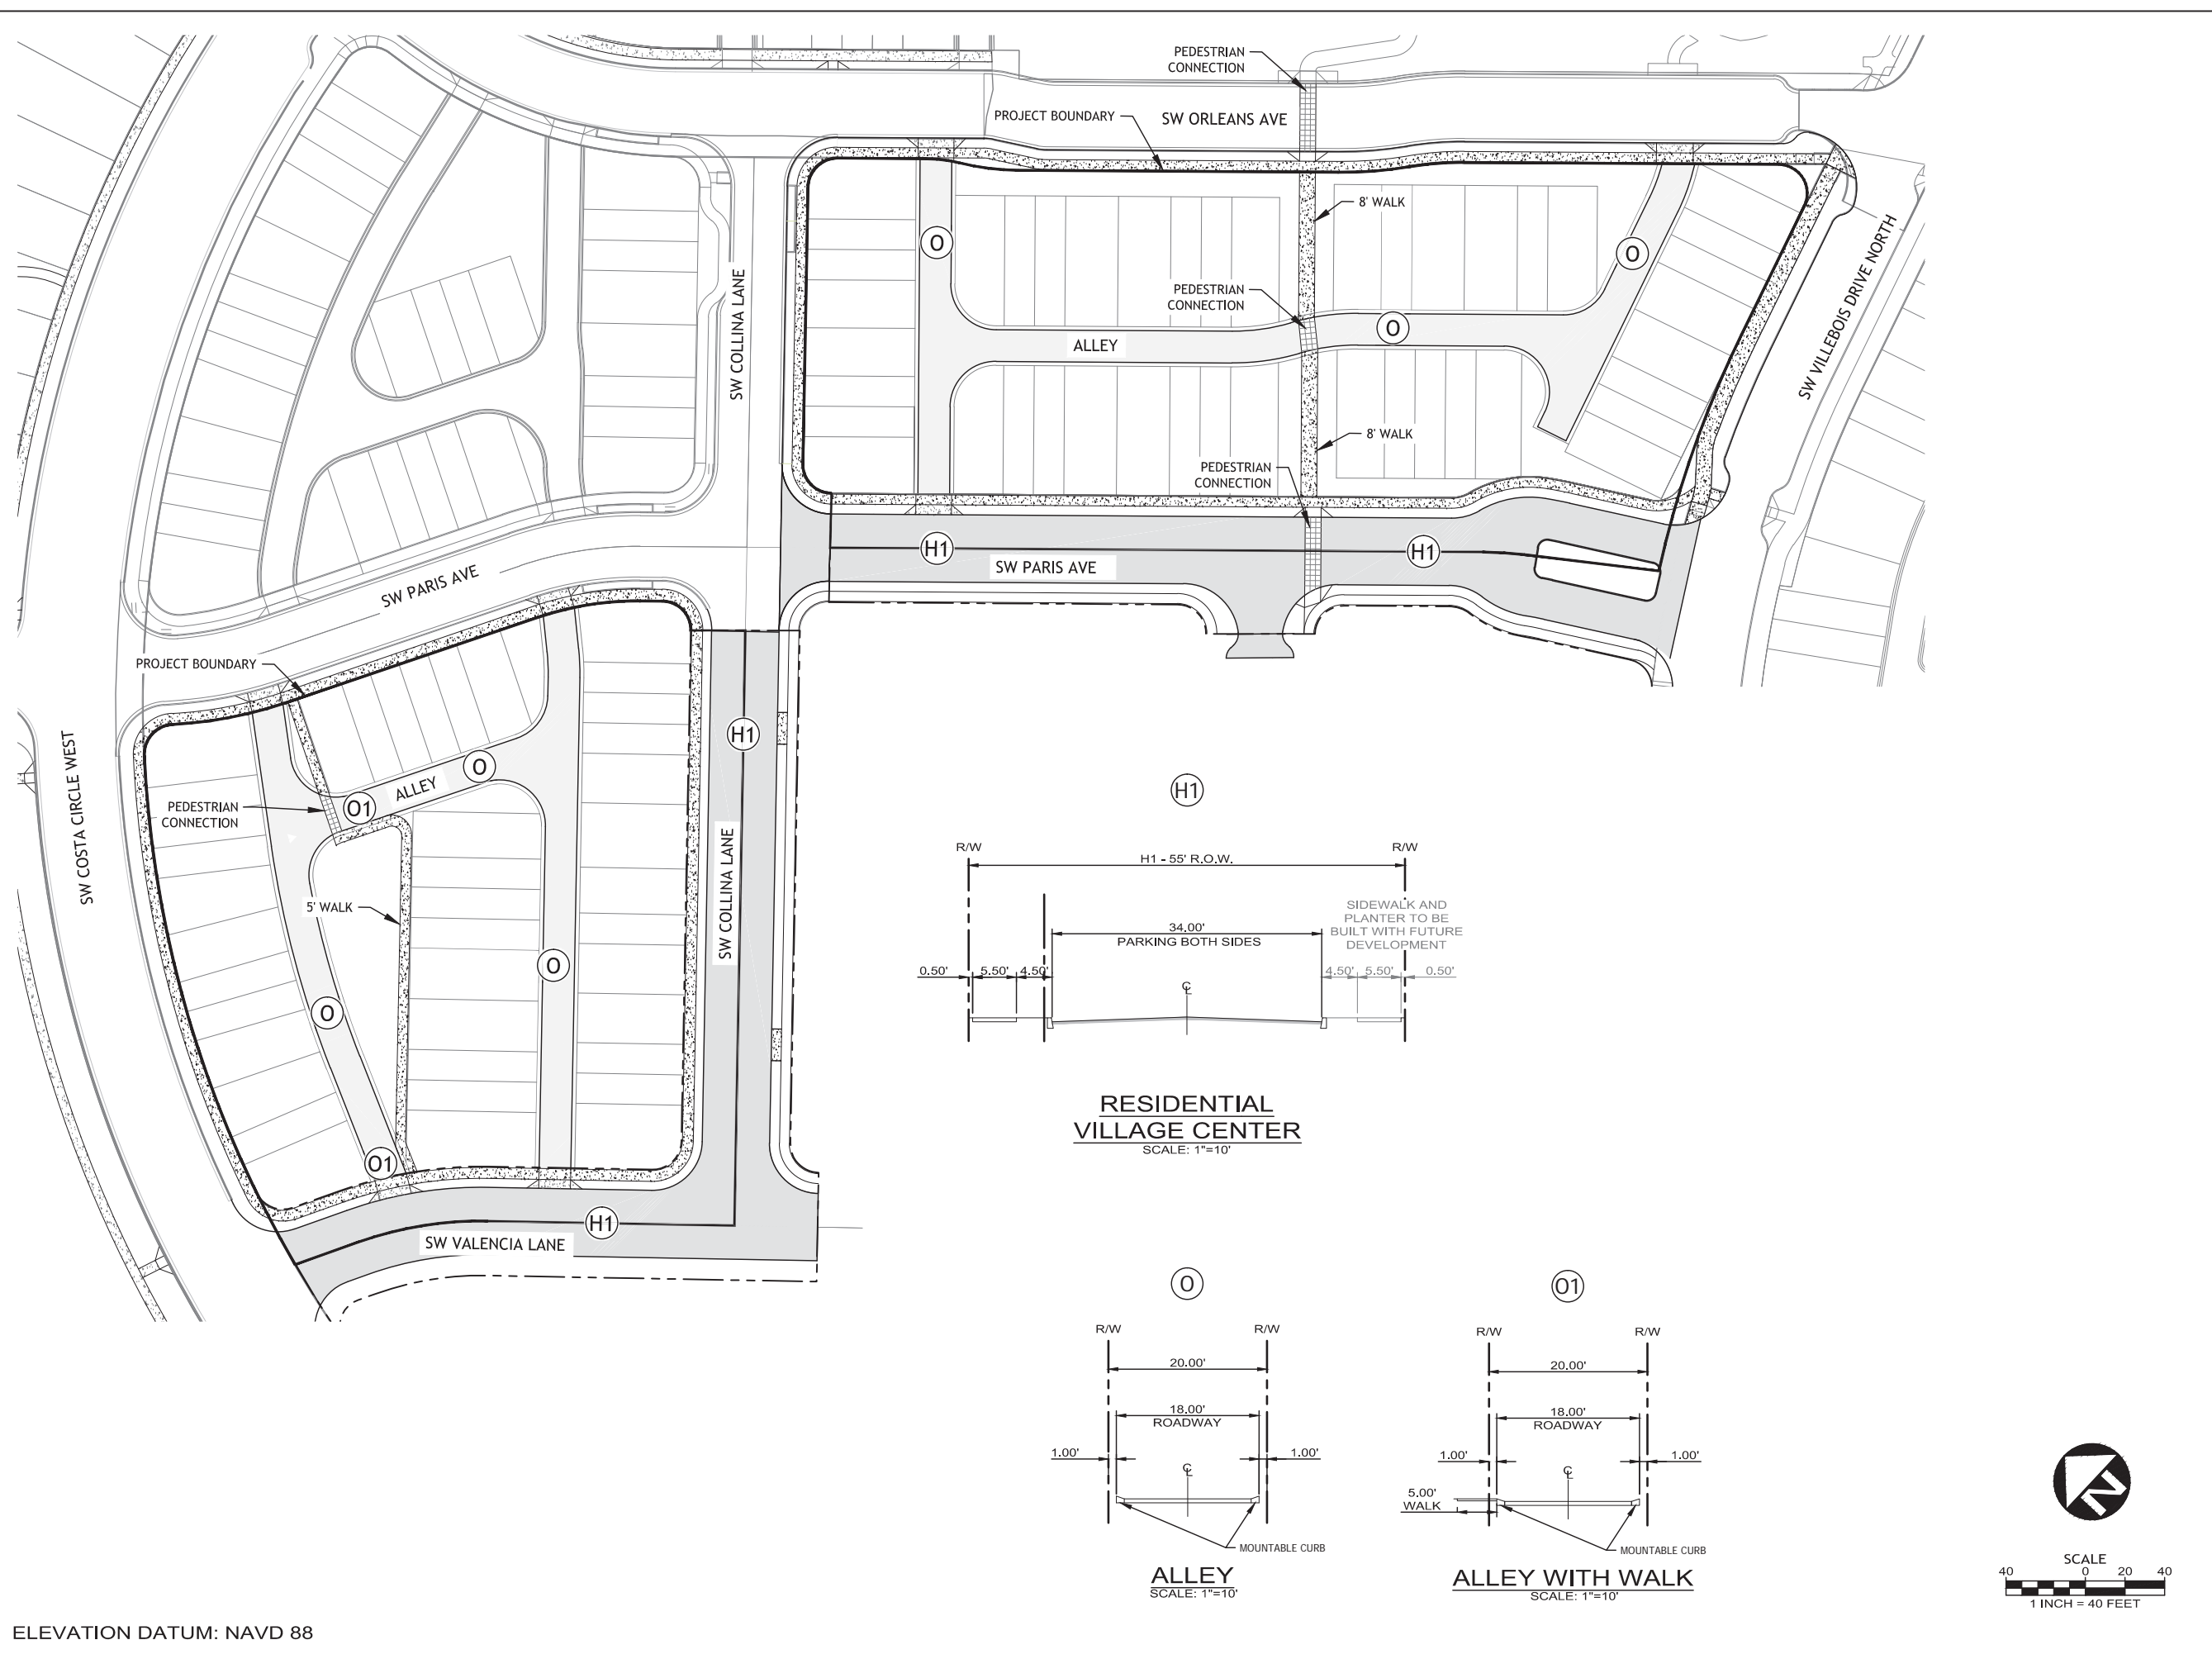 PEDESTRIAN
CONNECTION
PROJECT BOUNDARY
SW ORLEANS AVE
8' WALK
O
O
PEDESTRIAN
CONNECTION
SW COLLINA LANE
SW VILLEBOIS DRIVE NORTH
O
ALLEY
8' WALK
PEDESTRIAN
CONNECTION
H1
H1
SW PARIS AVE
SW PARIS AVE
PROJECT BOUNDARY
H1
SW COSTA CIRCLE WEST
O
ALLEY
O1
PEDESTRIAN
CONNECTION
SW COLLINA LANE
5' WALK
O
O
O1
H1
SW VALENCIA LANE
H1
R/W
R/W
H1 - 55' R.O.W.
SIDEWALK AND
PLANTER TO BE
BUILT WITH FUTURE
DEVELOPMENT
34.00'
PARKING BOTH SIDES
0.50'
5.50'
4.50'
4.50'
5.50'
0.50'
℄
RESIDENTIAL
VILLAGE CENTER
SCALE: 1"=10'
O
R/W
R/W
20.00'
18.00'
ROADWAY
1.00'
1.00'
℄
MOUNTABLE CURB
ALLEY
SCALE: 1"=10'
O1
R/W
R/W
20.00'
18.00'
ROADWAY
1.00'
1.00'
℄
5.00'
WALK
MOUNTABLE CURB
ALLEY WITH WALK
SCALE: 1"=10'
N
SCALE
40 0 20 40
1 INCH = 40 FEET
ELEVATION DATUM: NAVD 88